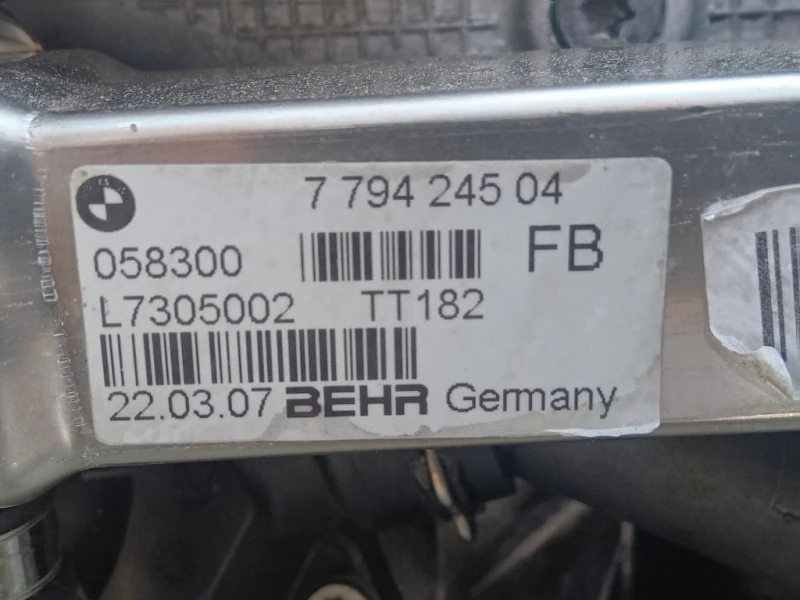 7 794 245 04
058300
FB
L7305002 TT182
22.03.07 BEHR Germany